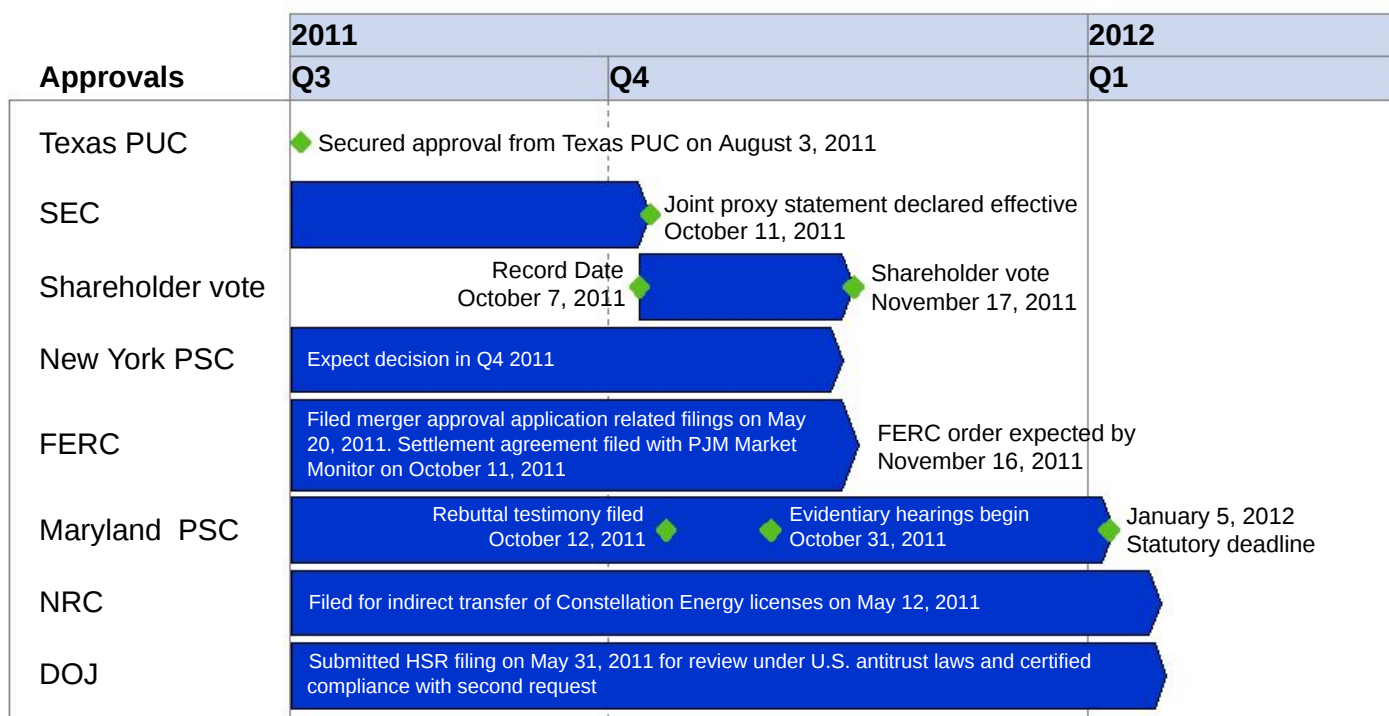 2011
2012
Approvals
Q3
Q4
Q1
Texas PUC
Secured approval from Texas PUC on August 3, 2011
SEC
Joint proxy statement declared effective
October 11, 2011
Shareholder vote
Record Date
October 7, 2011
Shareholder vote
November 17, 2011
New York PSC
Expect decision in Q4 2011
FERC
Filed merger approval application related filings on May
20, 2011. Settlement agreement filed with PJM Market
Monitor on October 11, 2011
FERC order expected by
November 16, 2011
Maryland PSC
Rebuttal testimony filed
October 12, 2011
Evidentiary hearings begin
October 31, 2011
January 5, 2012
Statutory deadline
NRC
Filed for indirect transfer of Constellation Energy licenses on May 12, 2011
DOJ
Submitted HSR filing on May 31, 2011 for review under U.S. antitrust laws and certified
compliance with second request